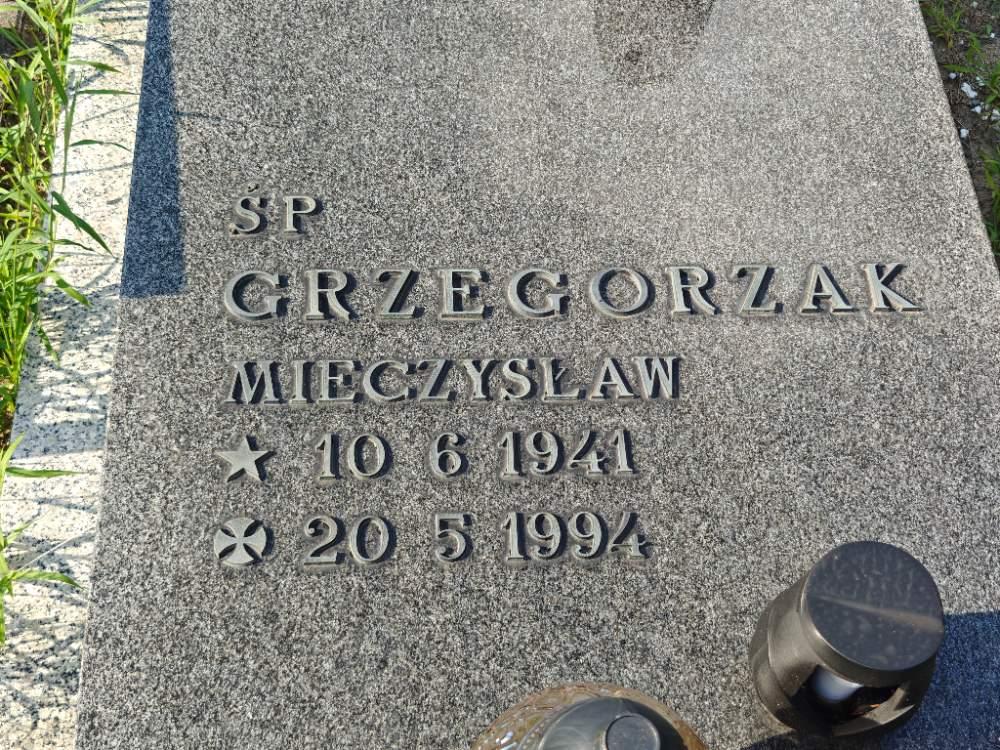 ŚP
GRZEGORZAK
MIECZYSŁAW
★ 10 6 1941
✠ 20 5 1994